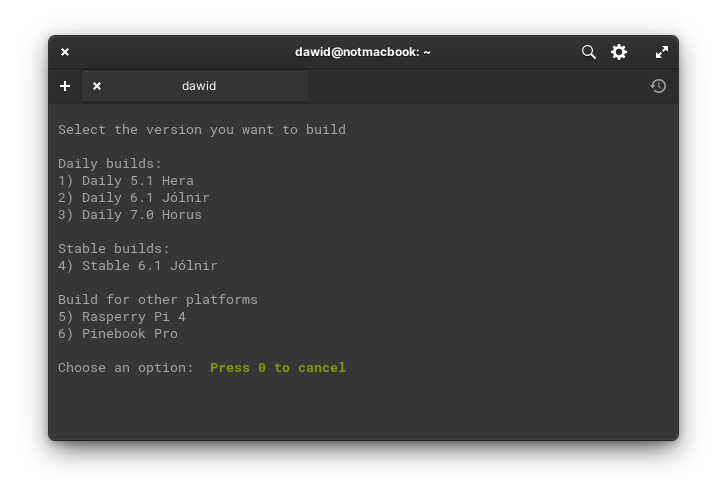 dawid@notmacbook: ~
dawid
Select the version you want to build
Daily builds:
1) Daily 5.1 Hera
2) Daily 6.1 Jólnir
3) Daily 7.0 Horus
Stable builds:
4) Stable 6.1 Jólnir
Build for other platforms
5) Rasperry Pi 4
6) Pinebook Pro
Choose an option:  Press 0 to cancel